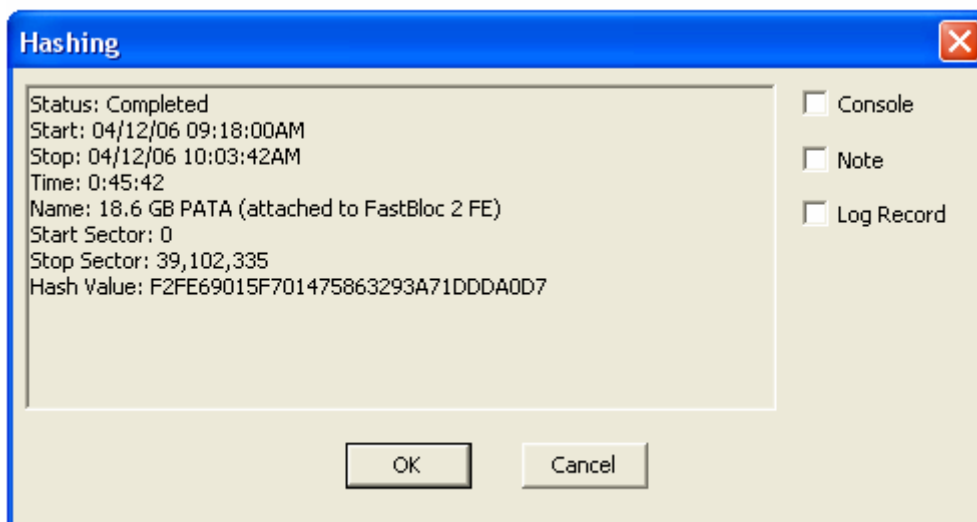 Hashing
Status: Completed
Start: 04/12/06 09:18:00AM
Stop: 04/12/06 10:03:42AM
Time: 0:45:42
Name: 18.6 GB PATA (attached to FastBloc 2 FE)
Start Sector: 0
Stop Sector: 39,102,335
Hash Value: F2FE69015F701475863293A71DDDA0D7
Console
Note
Log Record
OK
Cancel